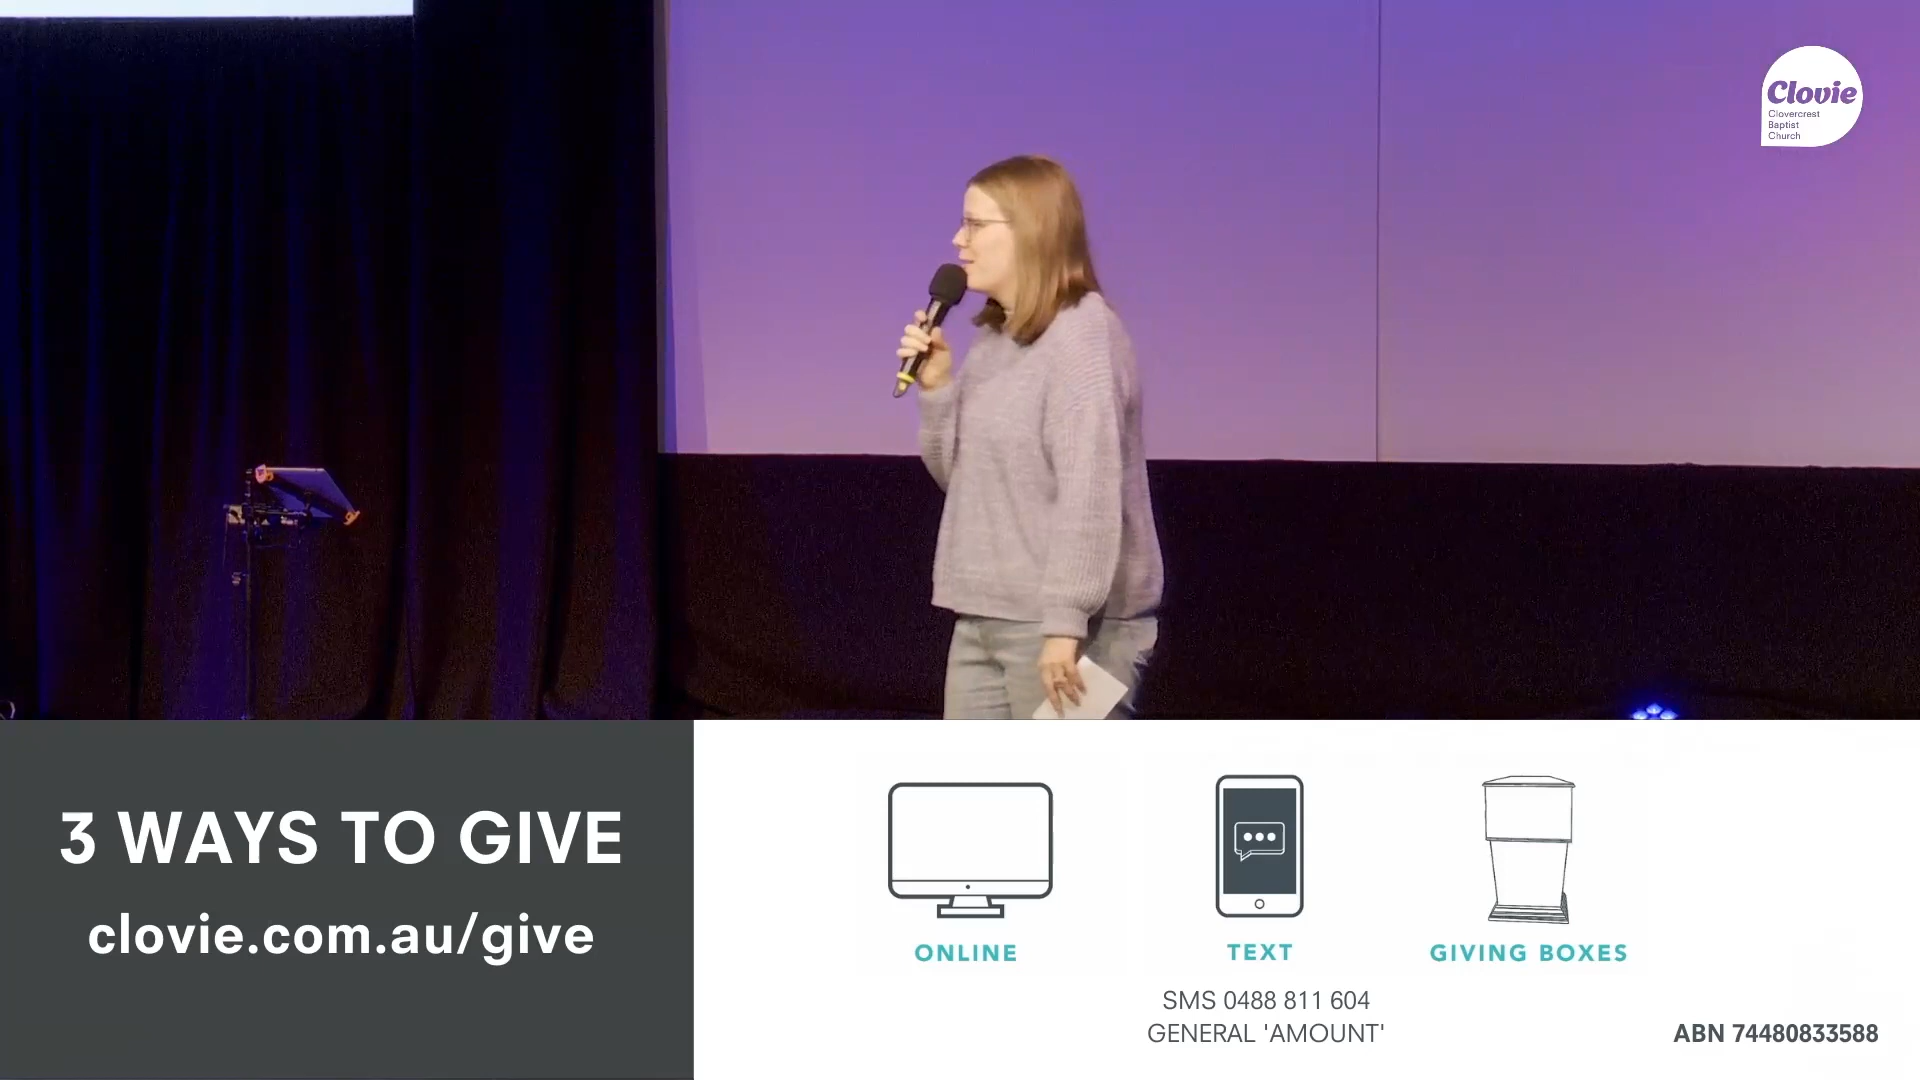 Clovie
Clovercrest
Baptist
Church
3 WAYS TO GIVE
clovie.com.au/give
ONLINE
TEXT
GIVING BOXES
SMS 0488 811 604
GENERAL 'AMOUNT'
ABN 74480833588